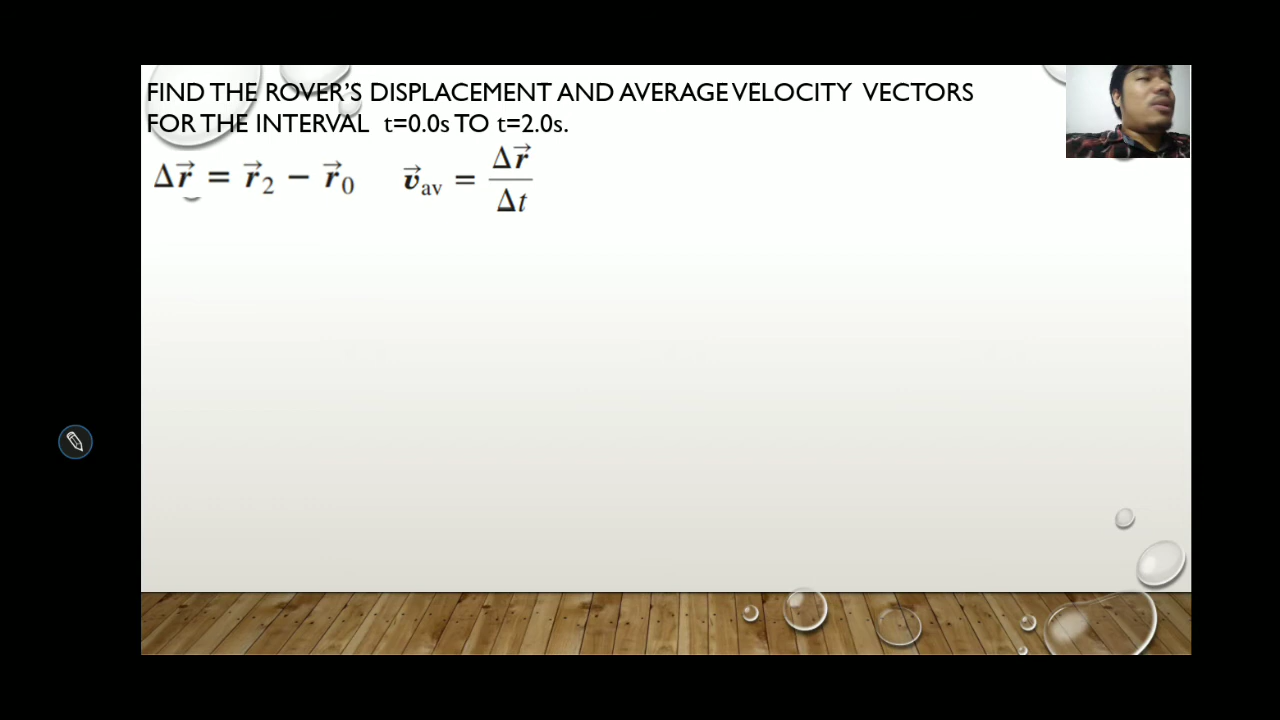 FIND THE ROVER'S DISPLACEMENT AND AVERAGE VELOCITY VECTORS
FOR THE INTERVAL t=0.0s TO t=2.0s.
Δr⃗ = r⃗₂ − r⃗₀ v⃗av = Δr⃗ / Δt